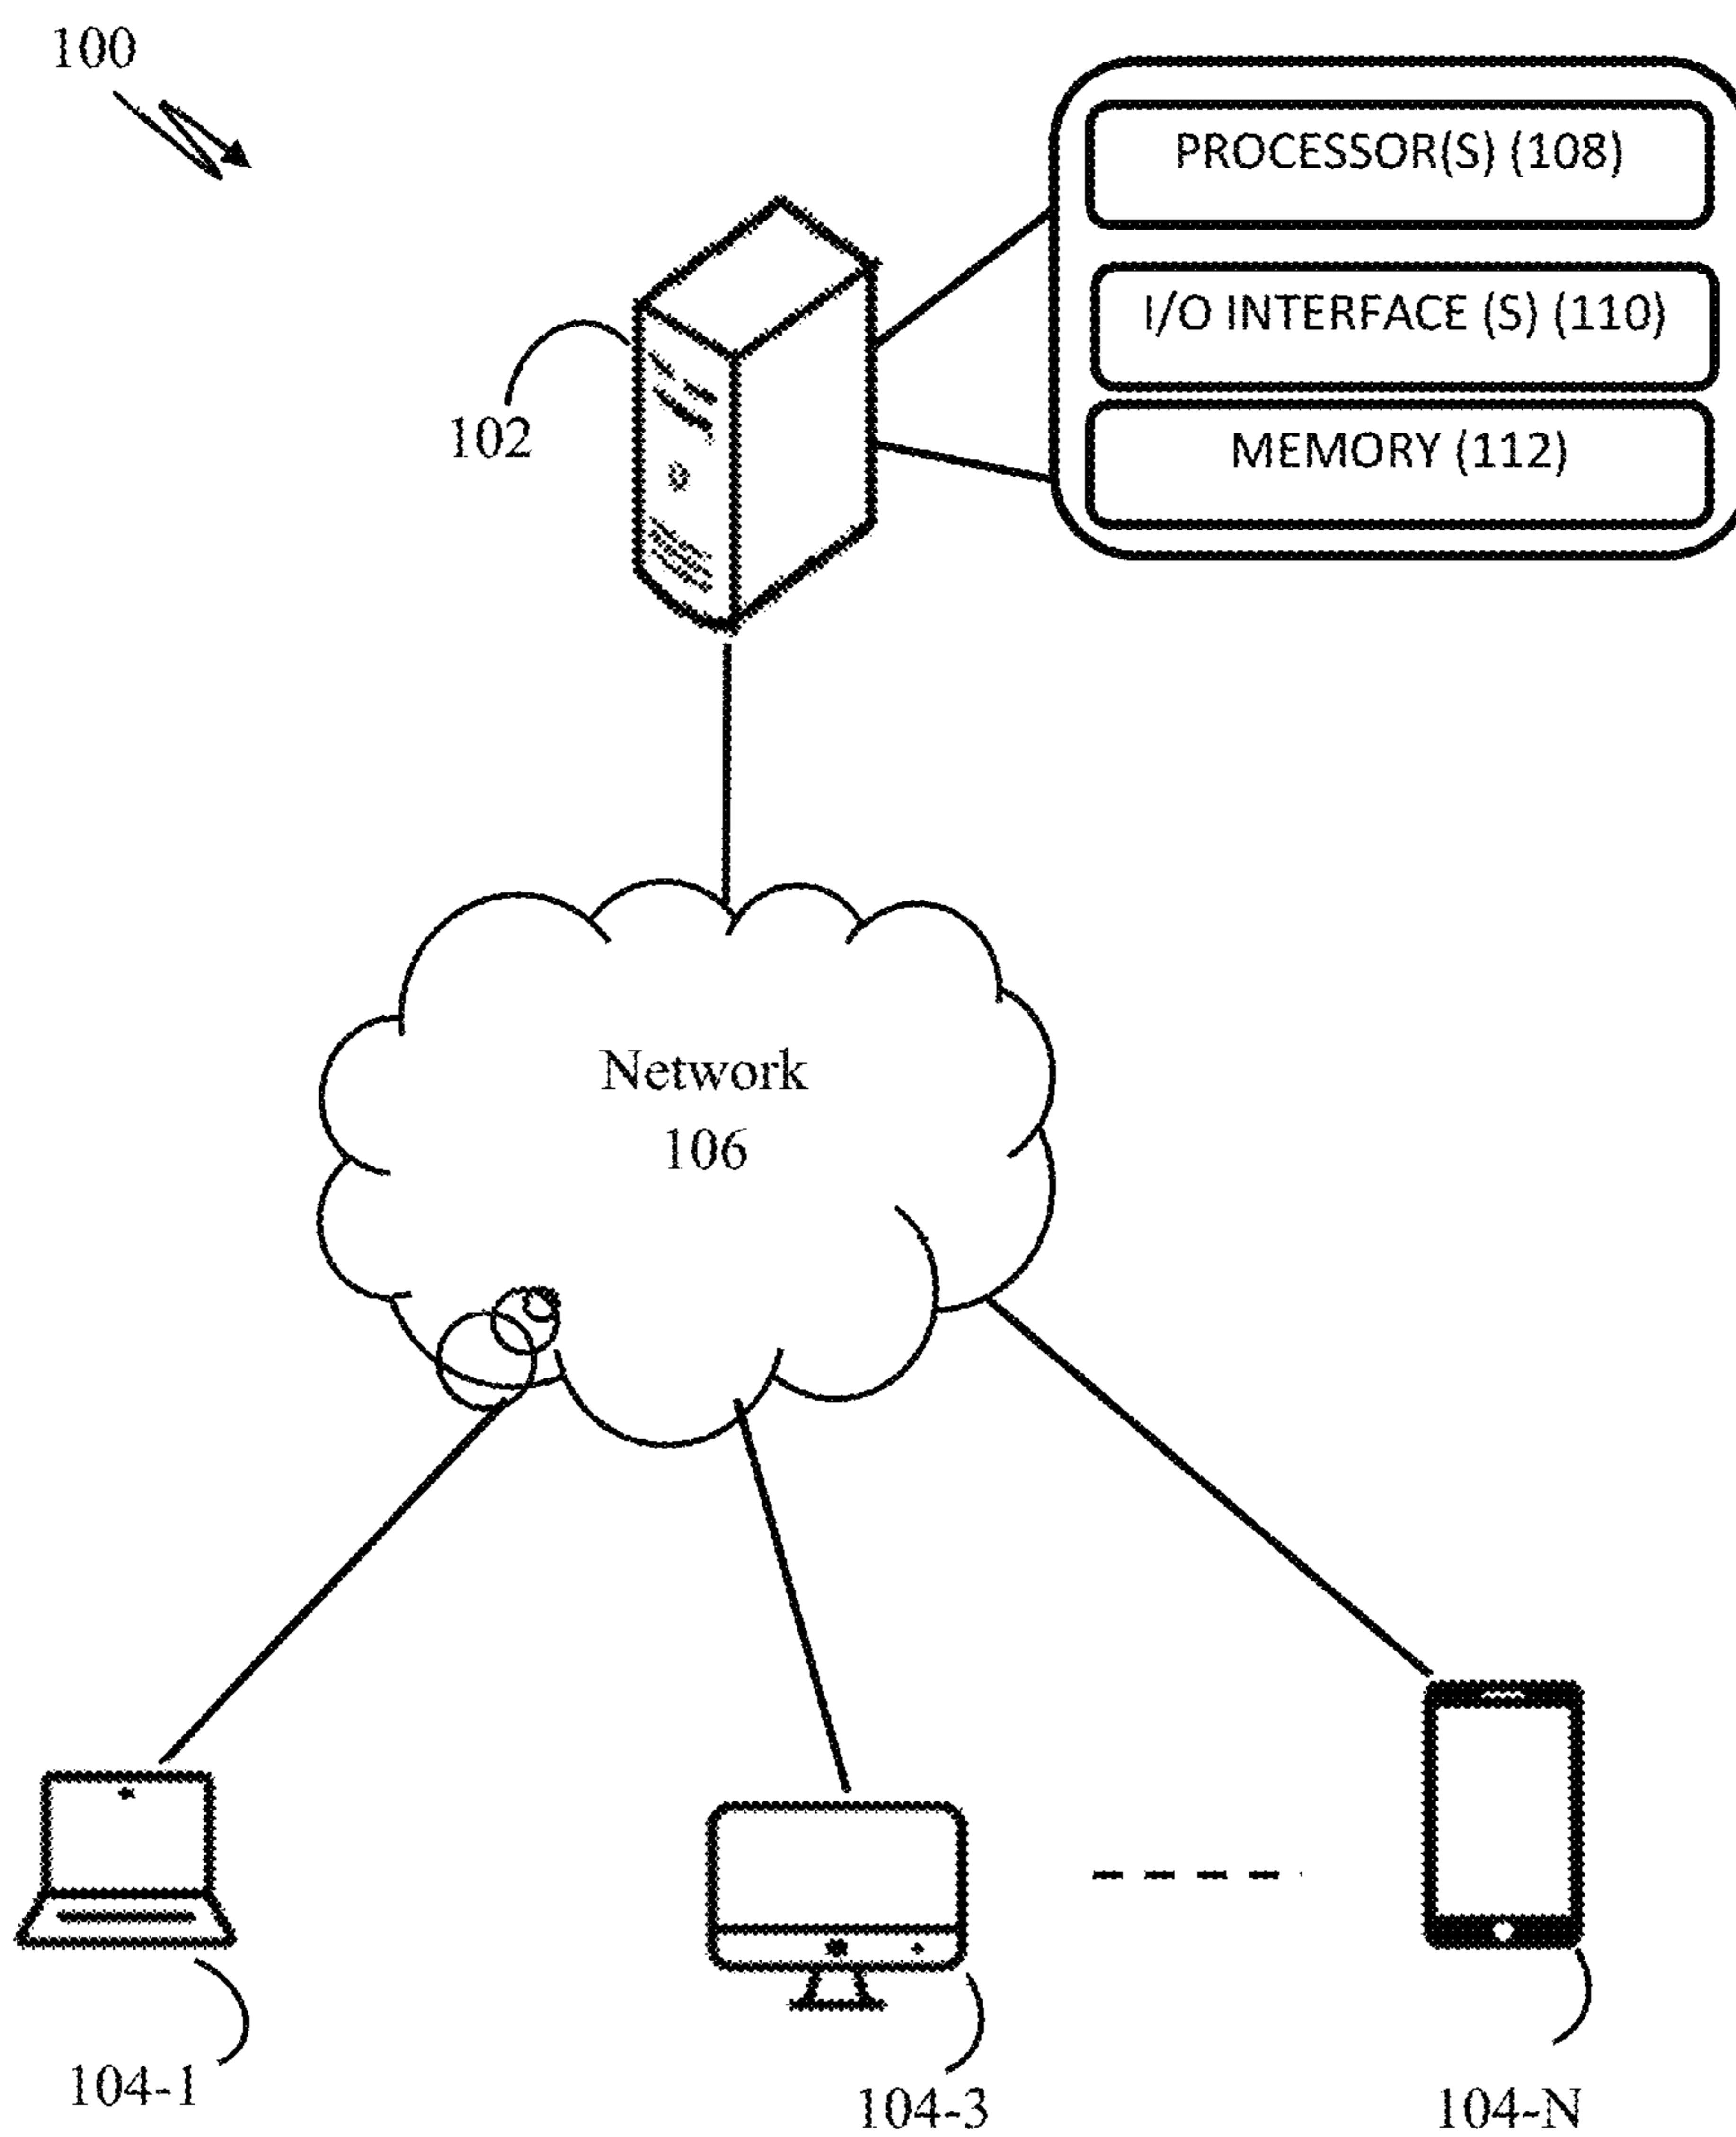 100
PROCESSOR(S) (108)
I/O INTERFACE (S) (110)
102
MEMORY (112)
Network
106
104-1
104-3
104-N